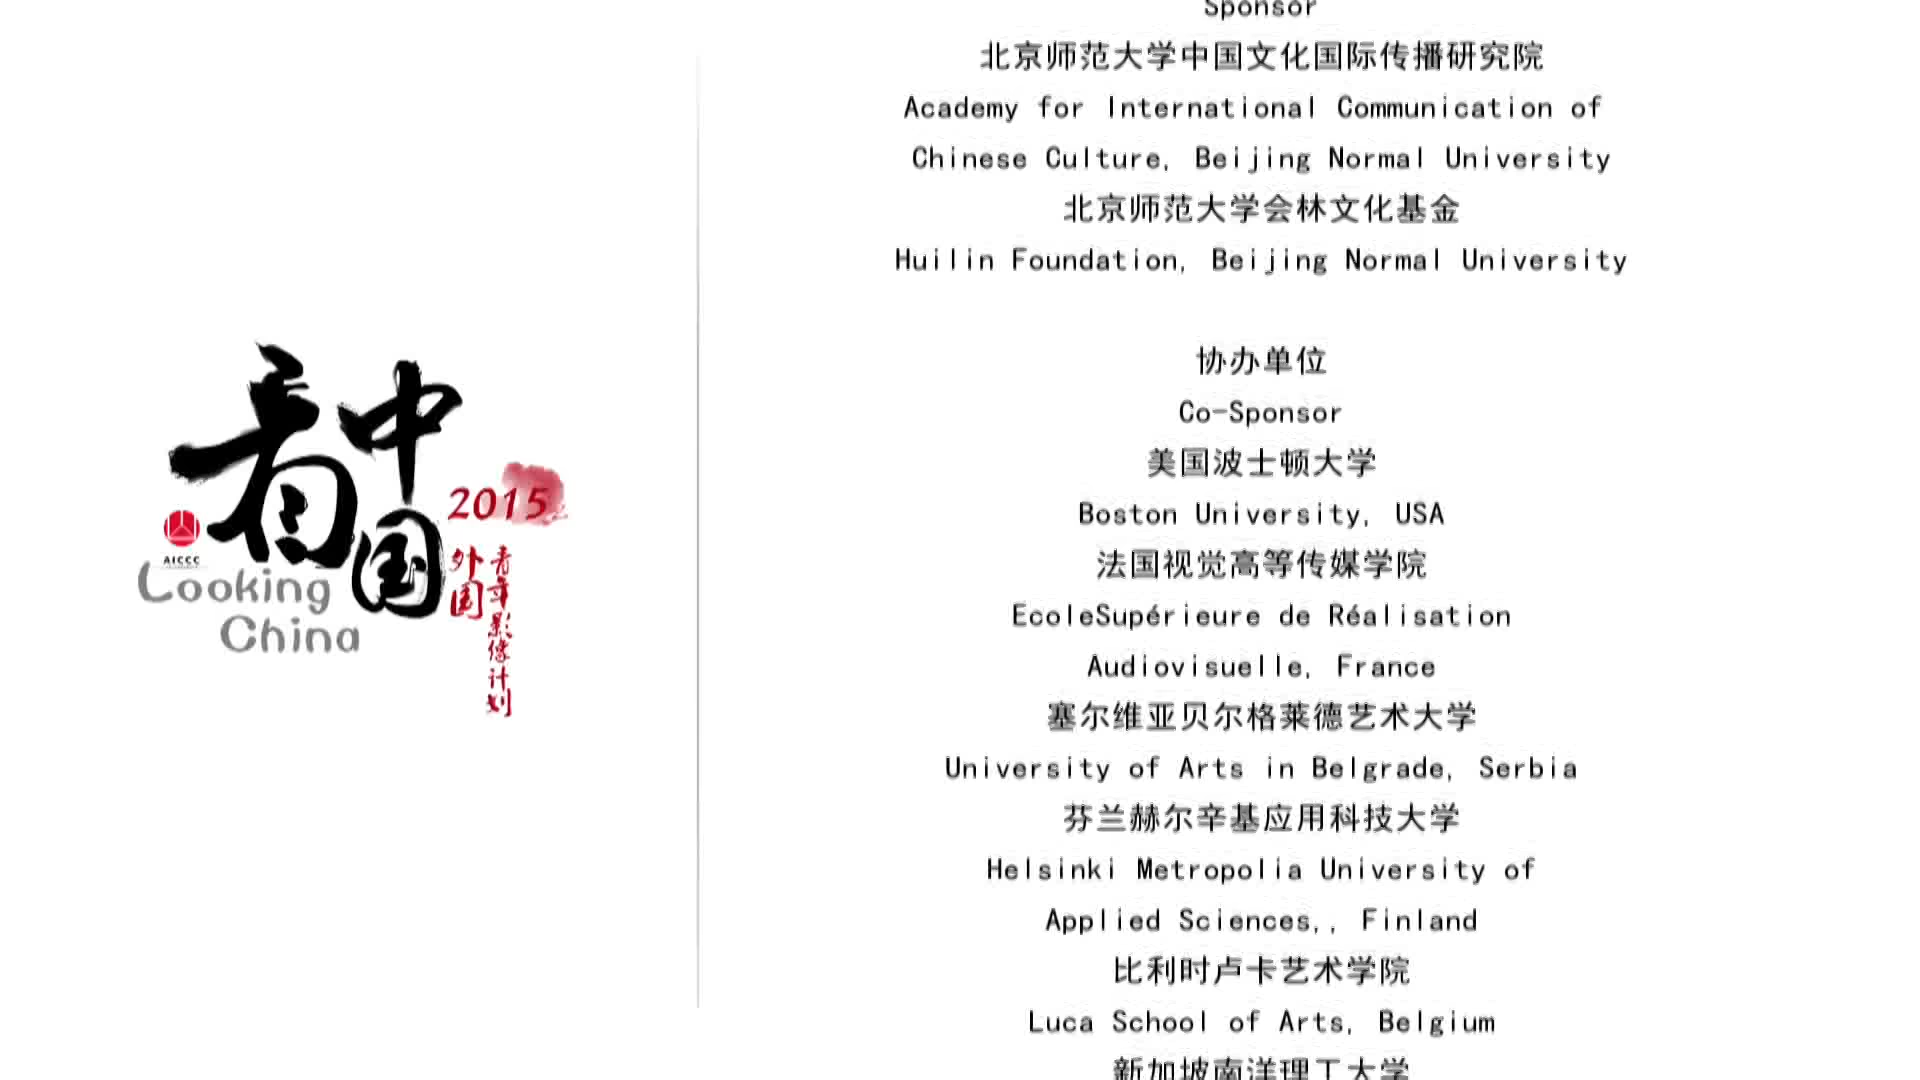 看中国
2015
外国
青年影像计划
AICCC
Looking
China
Sponsor
北京师范大学中国文化国际传播研究院
Academy for International Communication of
Chinese Culture, Beijing Normal University
北京师范大学会林文化基金
Huilin Foundation, Beijing Normal University
协办单位
Co-Sponsor
美国波士顿大学
Boston University, USA
法国视觉高等传媒学院
EcoleSupérieure de Réalisation
Audiovisuelle, France
塞尔维亚贝尔格莱德艺术大学
University of Arts in Belgrade, Serbia
芬兰赫尔辛基应用科技大学
Helsinki Metropolia University of
Applied Sciences,, Finland
比利时卢卡艺术学院
Luca School of Arts, Belgium
新加坡南洋理工大学